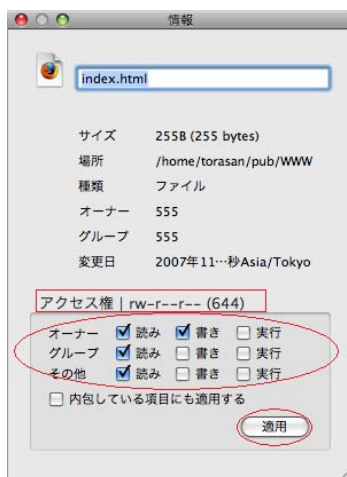 情報
index.html
サイズ 255B (255 bytes)
場所 /home/torasan/pub/WWW
種類 ファイル
オーナー 555
グループ 555
変更日 2007年11…秒Asia/Tokyo
アクセス権 | rw-r--r-- (644)
オーナー 読み 書き 実行
グループ 読み 書き 実行
その他 読み 書き 実行
内包している項目にも適用する
適用